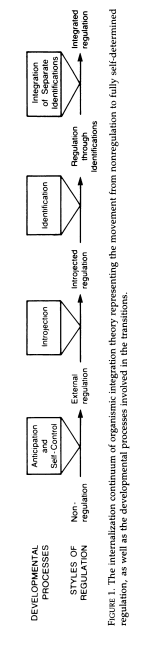 DEVELOPMENTAL
PROCESSES
Anticipation
and
Self-Control
Introjection
Identification
Integration
of Separate
Identifications
STYLES OF
REGULATION
Non-
regulation
External
regulation
Introjected
regulation
Regulation
through
Identifications
Integrated
regulation
FIGURE 1. The internalization continuum of organismic integration theory representing the movement from nonregulation to fully self-determined
regulation, as well as the developmental processes involved in the transitions.